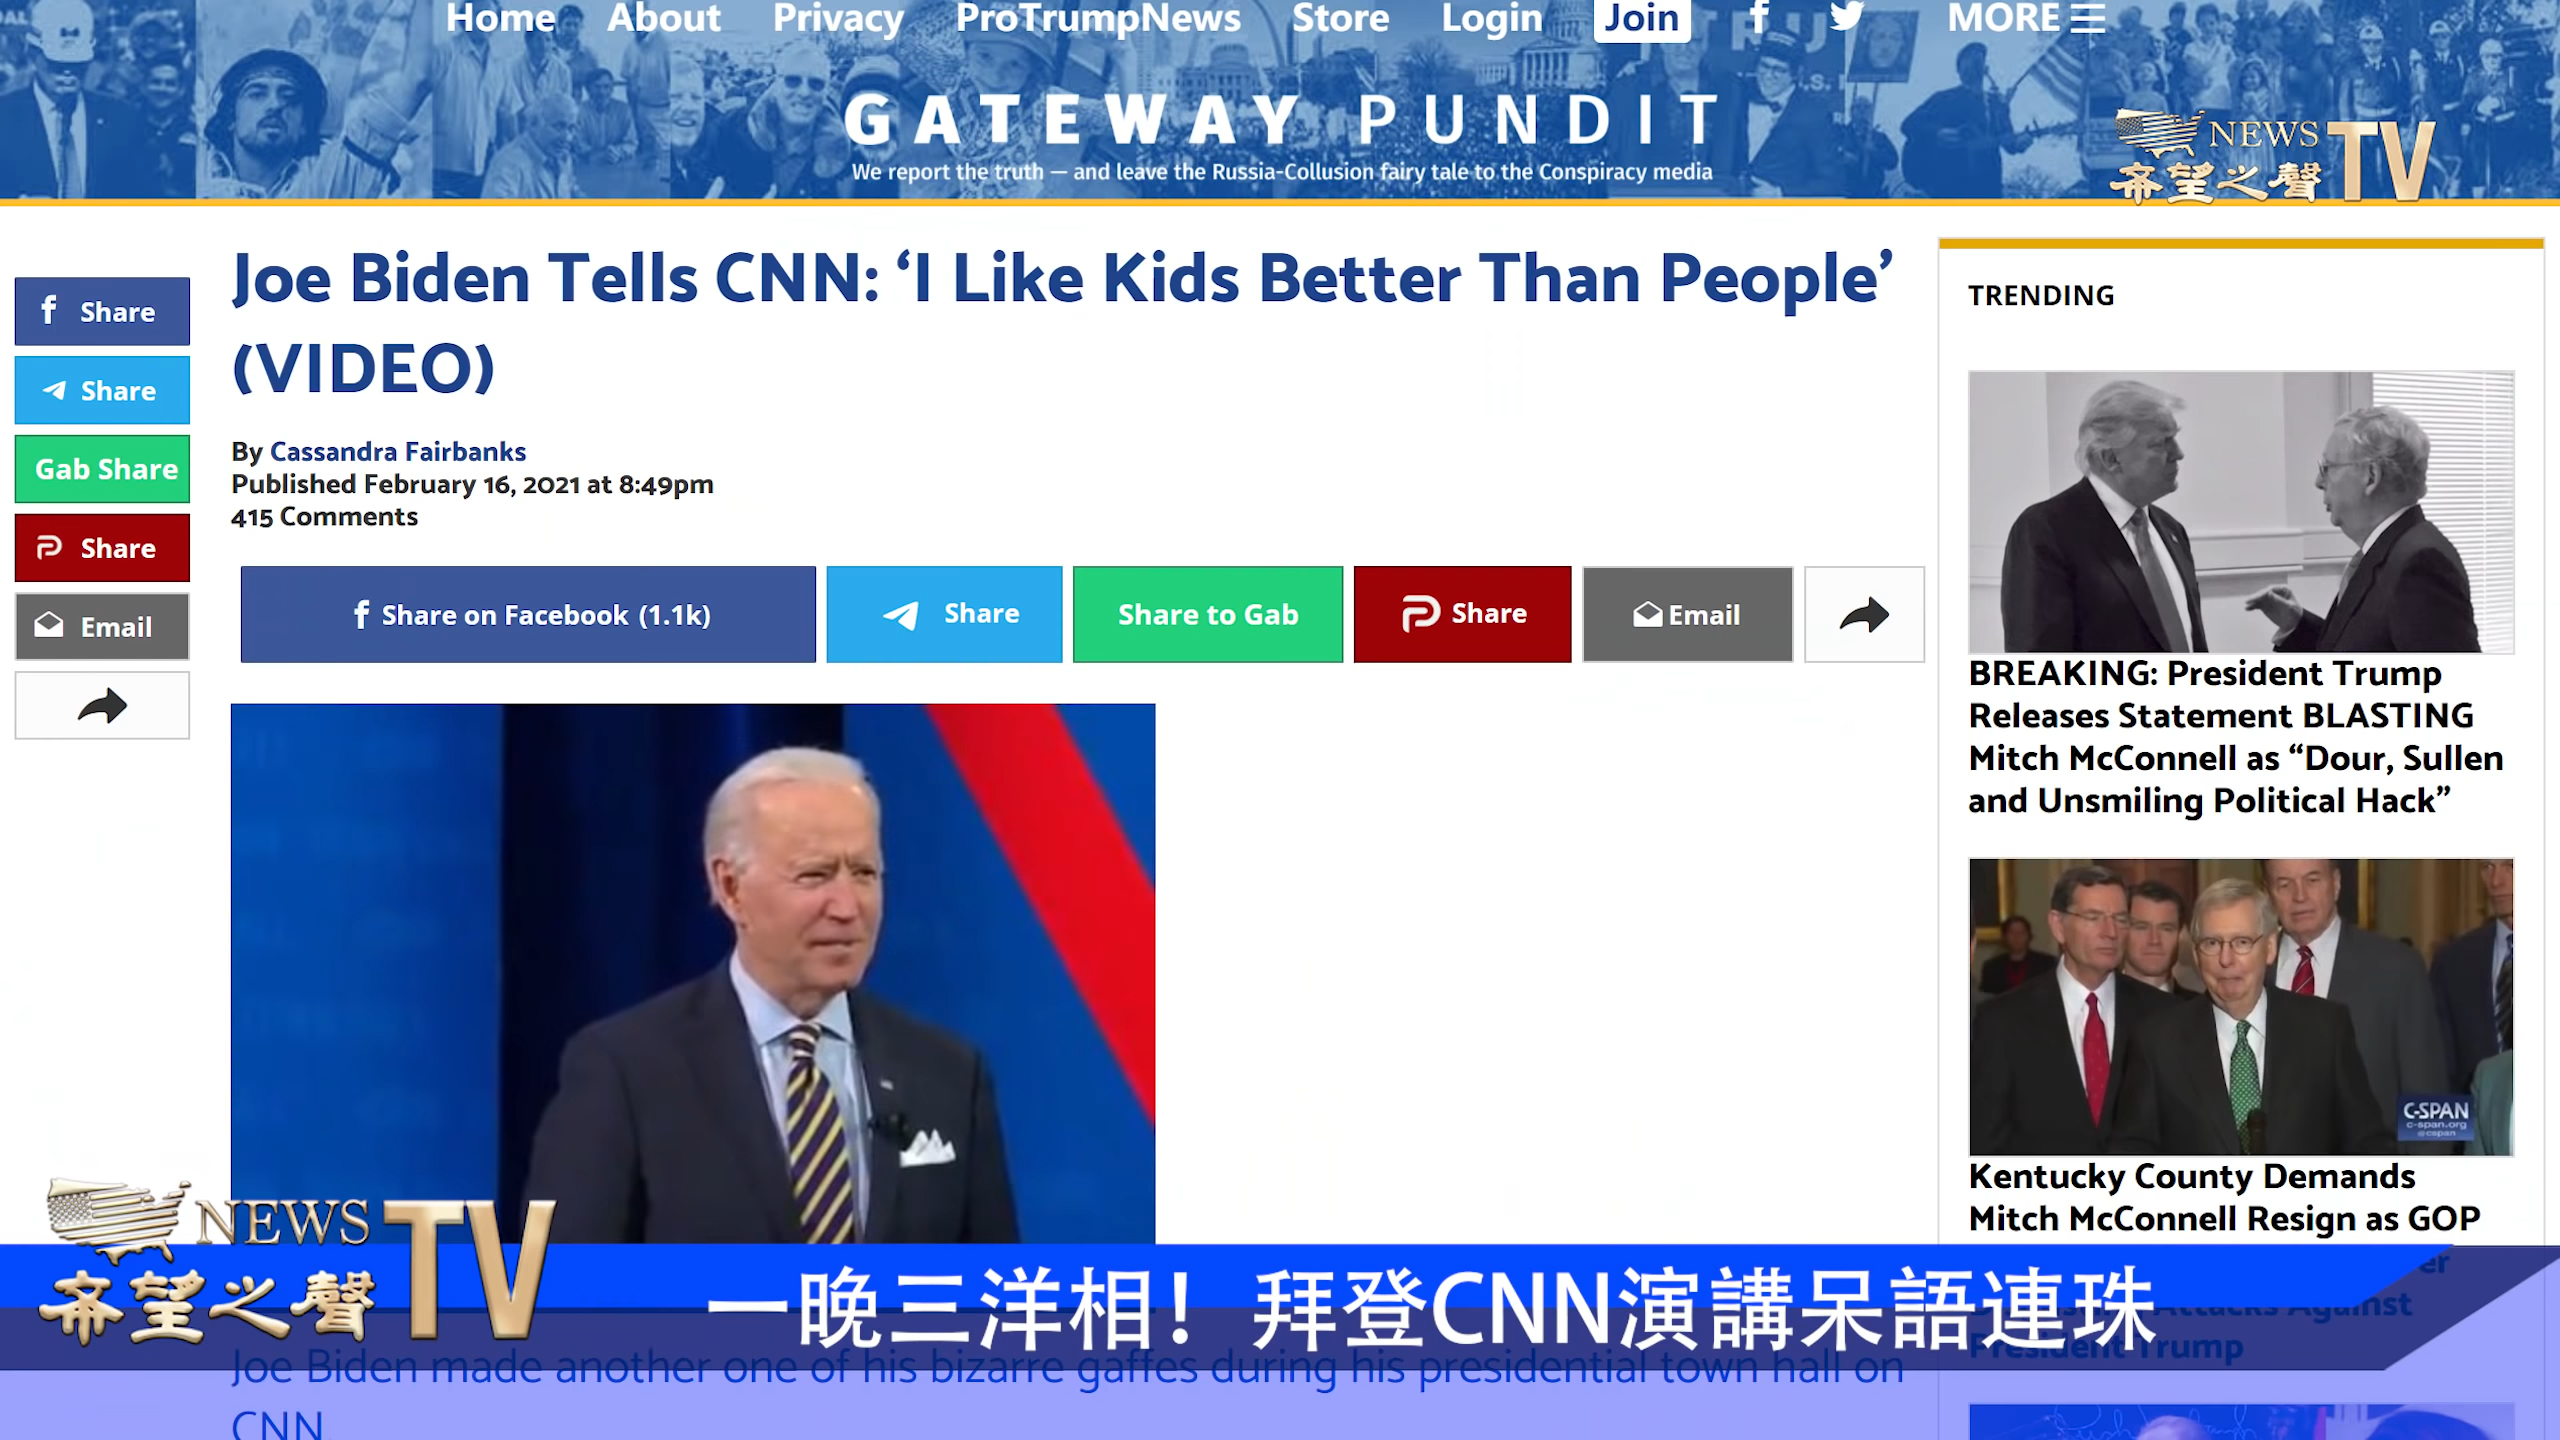 Home About Privacy ProTrumpNews Store Login Join MORE
GATEWAY PUNDIT
We report the truth — and leave the Russia-Collusion fairy tale to the Conspiracy media
NEWS TV
希望之聲
Joe Biden Tells CNN: ‘I Like Kids Better Than People’
(VIDEO)
By Cassandra Fairbanks
Published February 16, 2021 at 8:49pm
415 Comments
Share
Share
Gab Share
Share
Email
Share on Facebook (1.1k)
Share
Share to Gab
Share
Email
TRENDING
BREAKING: President Trump
Releases Statement BLASTING
Mitch McConnell as “Dour, Sullen
and Unsmiling Political Hack”
C-SPAN
c-span.org
@cspan
Kentucky County Demands
Mitch McConnell Resign as GOP
Attacks Against
President Trump
NEWS TV
希望之聲
一晚三洋相！拜登CNN演講呆語連珠
Joe Biden made another one of his bizarre gaffes during his presidential town hall on
CNN